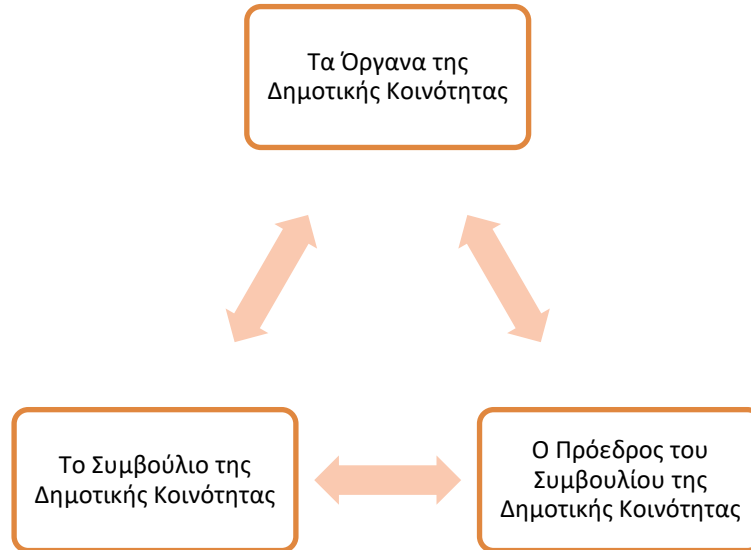 Τα Όργανα της
Δημοτικής Κοινότητας
Το Συμβούλιο της
Δημοτικής Κοινότητας
Ο Πρόεδρος του
Συμβουλίου της
Δημοτικής Κοινότητας